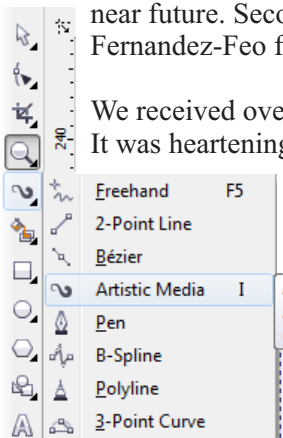 near future. Seco
Fernandez-Feo f
We received ove
It was heartening
240
Freehand F5
2-Point Line
Bézier
Artistic Media I
Pen
B-Spline
Polyline
3-Point Curve